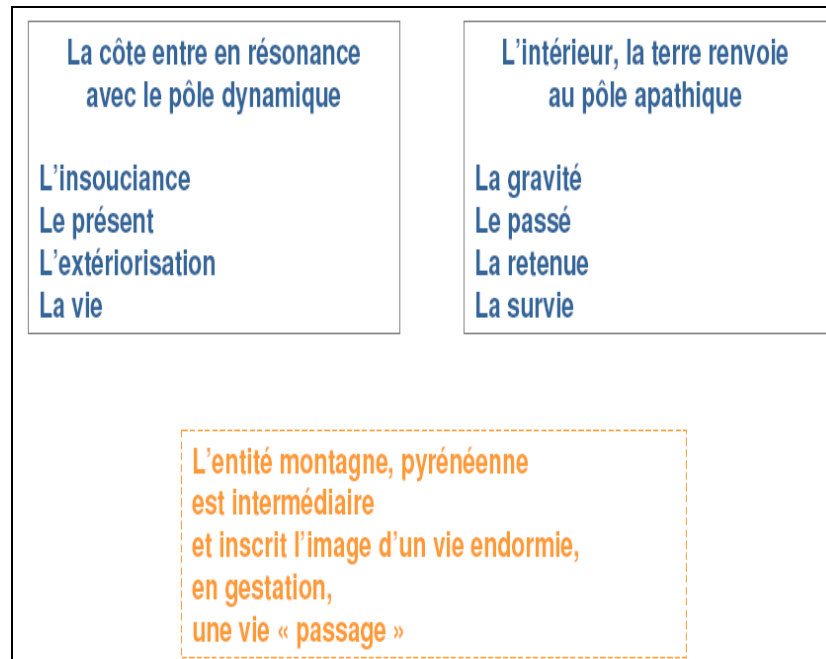 La côte entre en résonance
avec le pôle dynamique
L'insouciance
Le présent
L'extériorisation
La vie
L'intérieur, la terre renvoie
au pôle apathique
La gravité
Le passé
La retenue
La survie
L'entité montagne, pyrénéenne
est intermédiaire
et inscrit l'image d'un vie endormie,
en gestation,
une vie « passage »